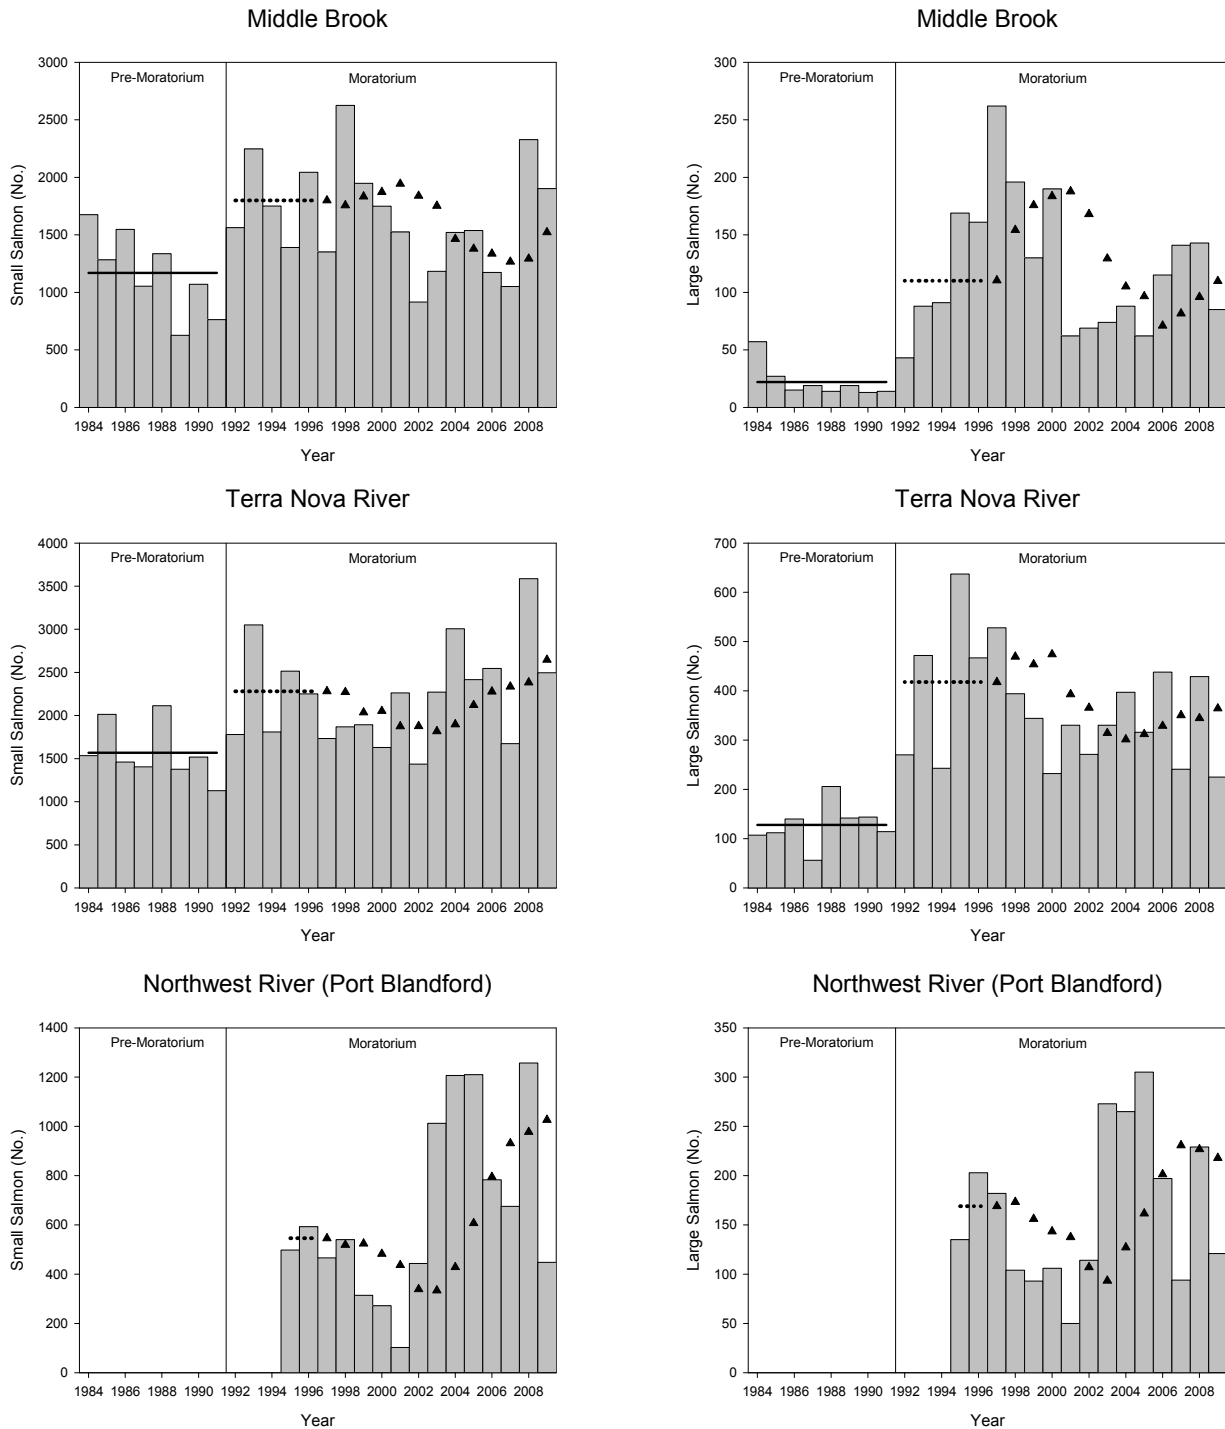 Middle Brook
Small Salmon (No.)
3000
2500
2000
1500
1000
500
0
Pre-Moratorium
Moratorium
1984 1986 1988 1990 1992 1994 1996 1998 2000 2002 2004 2006 2008
Year
Middle Brook
Large Salmon (No.)
300
250
200
150
100
50
0
Pre-Moratorium
Moratorium
1984 1986 1988 1990 1992 1994 1996 1998 2000 2002 2004 2006 2008
Year
Terra Nova River
Small Salmon (No.)
4000
3500
3000
2500
2000
1500
1000
500
0
Pre-Moratorium
Moratorium
1984 1986 1988 1990 1992 1994 1996 1998 2000 2002 2004 2006 2008
Year
Terra Nova River
Large Salmon (No.)
700
600
500
400
300
200
100
0
Pre-Moratorium
Moratorium
1984 1986 1988 1990 1992 1994 1996 1998 2000 2002 2004 2006 2008
Year
Northwest River (Port Blandford)
Small Salmon (No.)
1400
1200
1000
800
600
400
200
0
Pre-Moratorium
Moratorium
1984 1986 1988 1990 1992 1994 1996 1998 2000 2002 2004 2006 2008
Year
Northwest River (Port Blandford)
Large Salmon (No.)
350
300
250
200
150
100
50
0
Pre-Moratorium
Moratorium
1984 1986 1988 1990 1992 1994 1996 1998 2000 2002 2004 2006 2008
Year